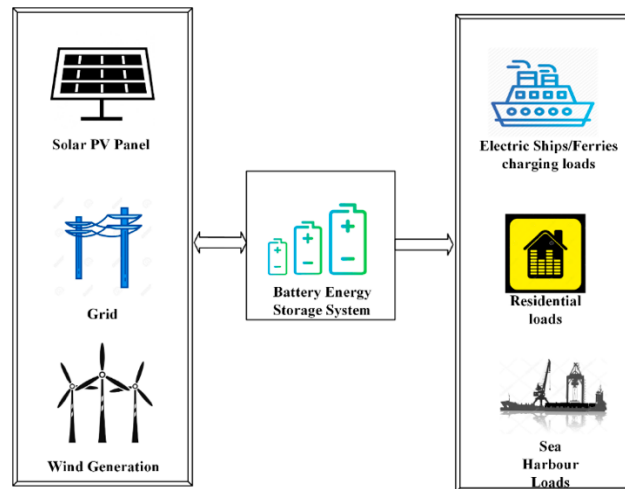 Solar PV Panel
Grid
Wind Generation
Battery Energy
Storage System
Electric Ships/Ferries
charging loads
Residential
loads
Sea
Harbour
Loads